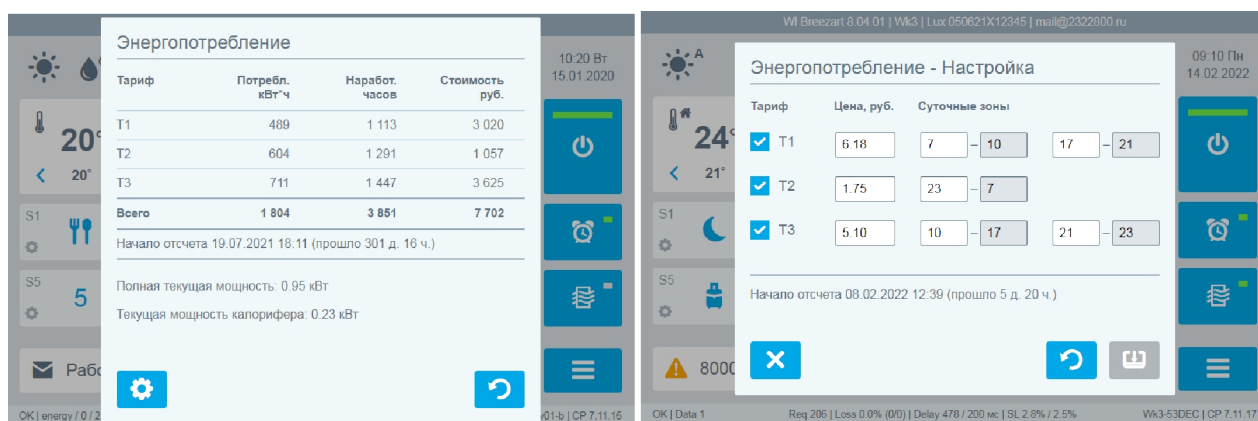 Энергопотребление
Тариф Потребл. кВт*ч Наработ. часов Стоимость руб.
T1 489 1 113 3 020
T2 604 1 291 1 057
T3 711 1 447 3 625
Всего 1 804 3 851 7 702
Начало отсчета 19.07.2021 18:11 (прошло 301 д. 16 ч.)
Полная текущая мощность: 0.95 кВт
Текущая мощность калорифера: 0.23 кВт
10:20 Вт
15.01.2020
20°
20°
S1
S5
5
Рабо
OK | energy / 0 / 2
01-b | CP 7.11.16
WI Breezart 8.04.01 | Wk3 | Lux 050621X12345 | mail@2322800.ru
A
09:10 Пн
14.02.2022
Энергопотребление - Настройка
Тариф Цена, руб. Суточные зоны
T1 6.18 7 – 10 17 – 21
T2 1.75 23 – 7
T3 5.10 10 – 17 21 – 23
Начало отсчета 08.02.2022 12:39 (прошло 5 д. 20 ч.)
24°
21°
S1
S5
8000
OK | Data 1 Req 206 | Loss 0.0% (0/0) | Delay 478 / 200 мс | SL 2.8% / 2.5% Wk3-53DEC | CP 7.11.17